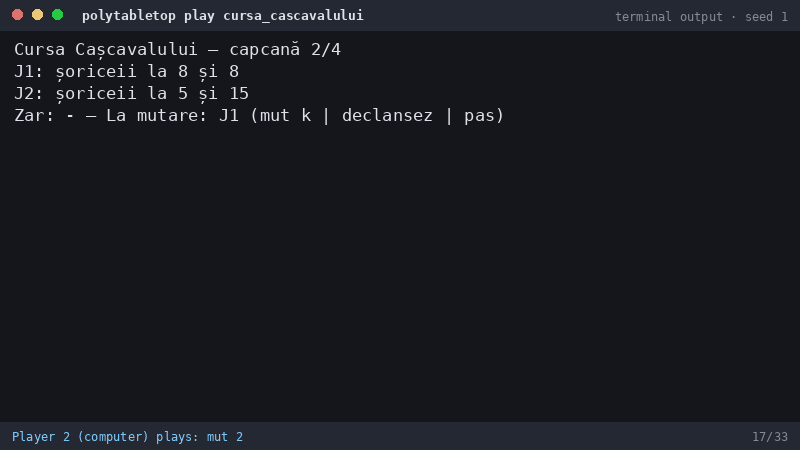 polytabletop play cursa_cascavalului
terminal output · seed 1
Cursa Cașcavalului — capcană 2/4
J1: șoriceii la 8 și 8
J2: șoriceii la 5 și 15
Zar: - — La mutare: J1 (mut k | declansez | pas)
Player 2 (computer) plays: mut 2
17/33